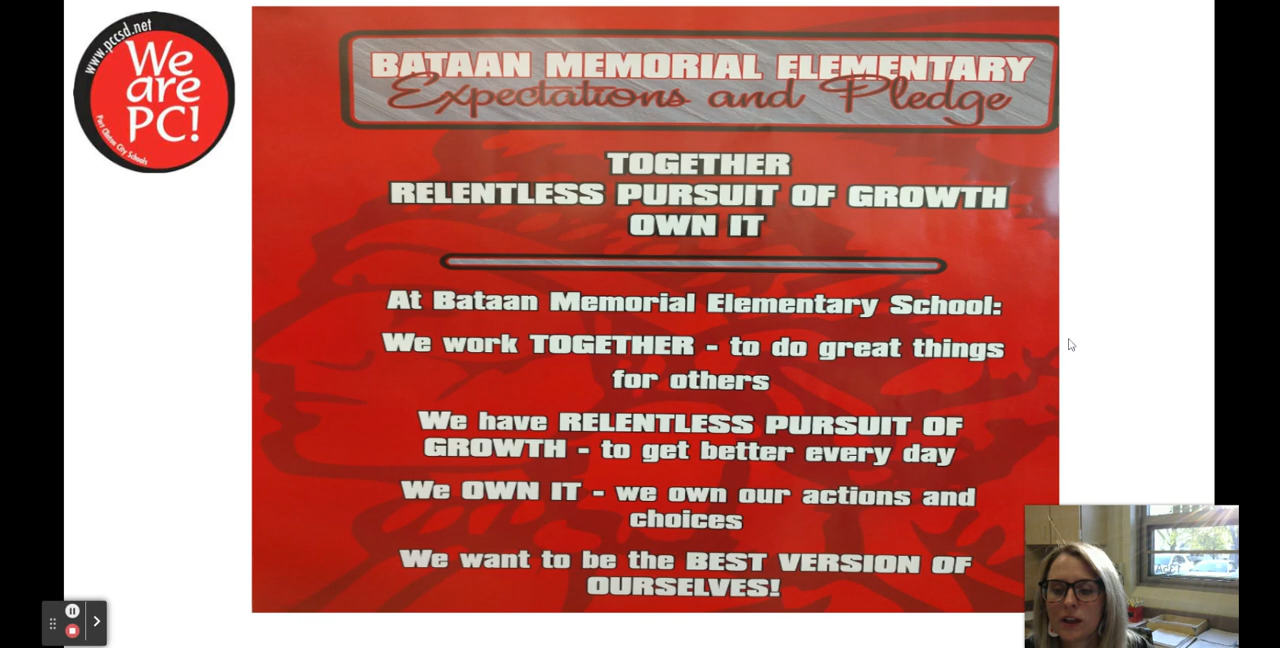 www.pccsd.net
We
are
PC!
Port Clinton City Schools
BATAAN MEMORIAL ELEMENTARY
Expectations and Pledge
TOGETHER
RELENTLESS PURSUIT OF GROWTH
OWN IT
At Bataan Memorial Elementary School:
We work TOGETHER - to do great things
for others
We have RELENTLESS PURSUIT OF
GROWTH - to get better every day
We OWN IT - we own our actions and
choices
We want to be the BEST VERSION OF
OURSELVES!